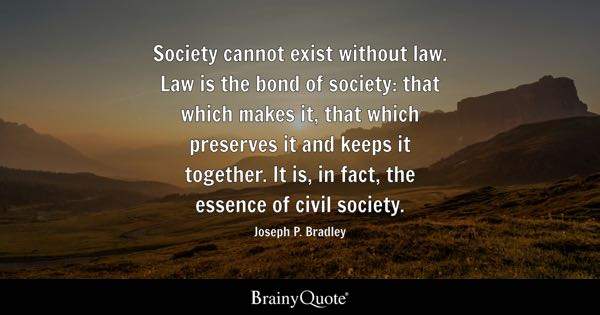 Society cannot exist without law.
Law is the bond of society: that
which makes it, that which
preserves it and keeps it
together. It is, in fact, the
essence of civil society.
Joseph P. Bradley
BrainyQuote®